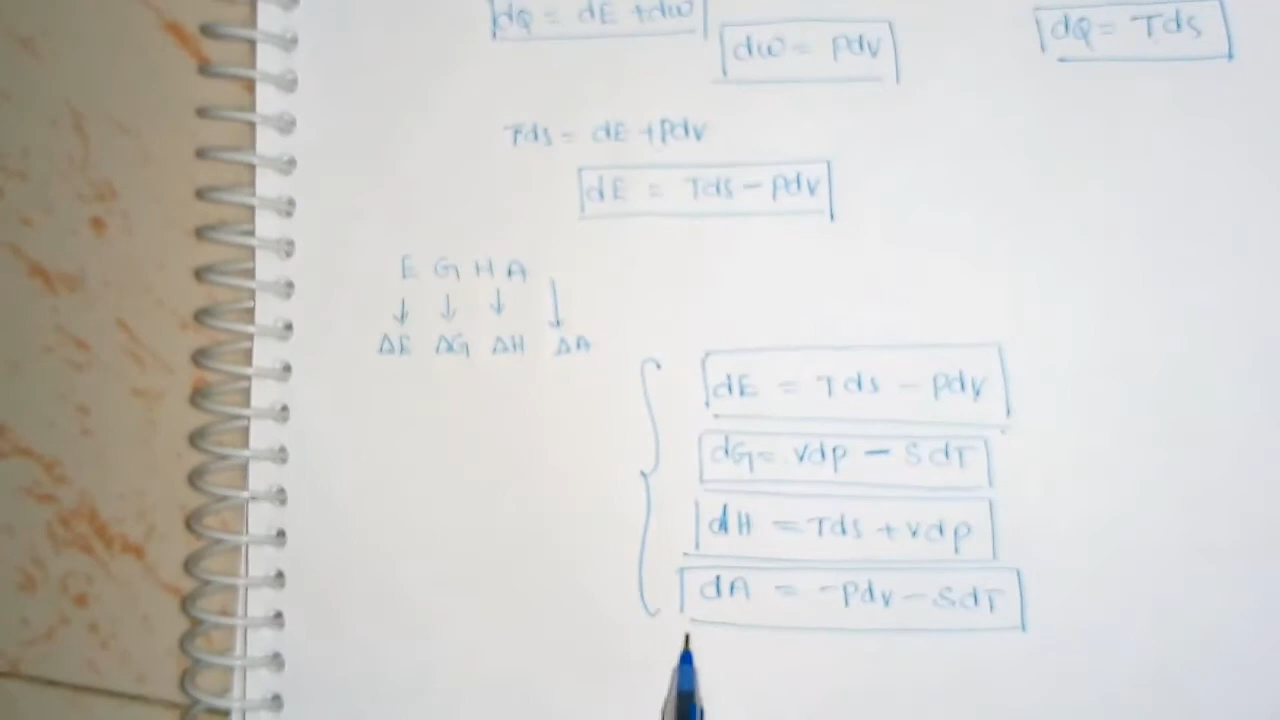 dQ = dE + dw
dw = Pdv
dQ = Tds
Tds = dE + Pdv
dE = Tds - Pdv
E G H A
↓ ↓ ↓ ↓
ΔE ΔG ΔH ΔA
dE = Tds - Pdv
dG = vdp - SdT
dH = Tds + vdp
dA = -Pdv - SdT